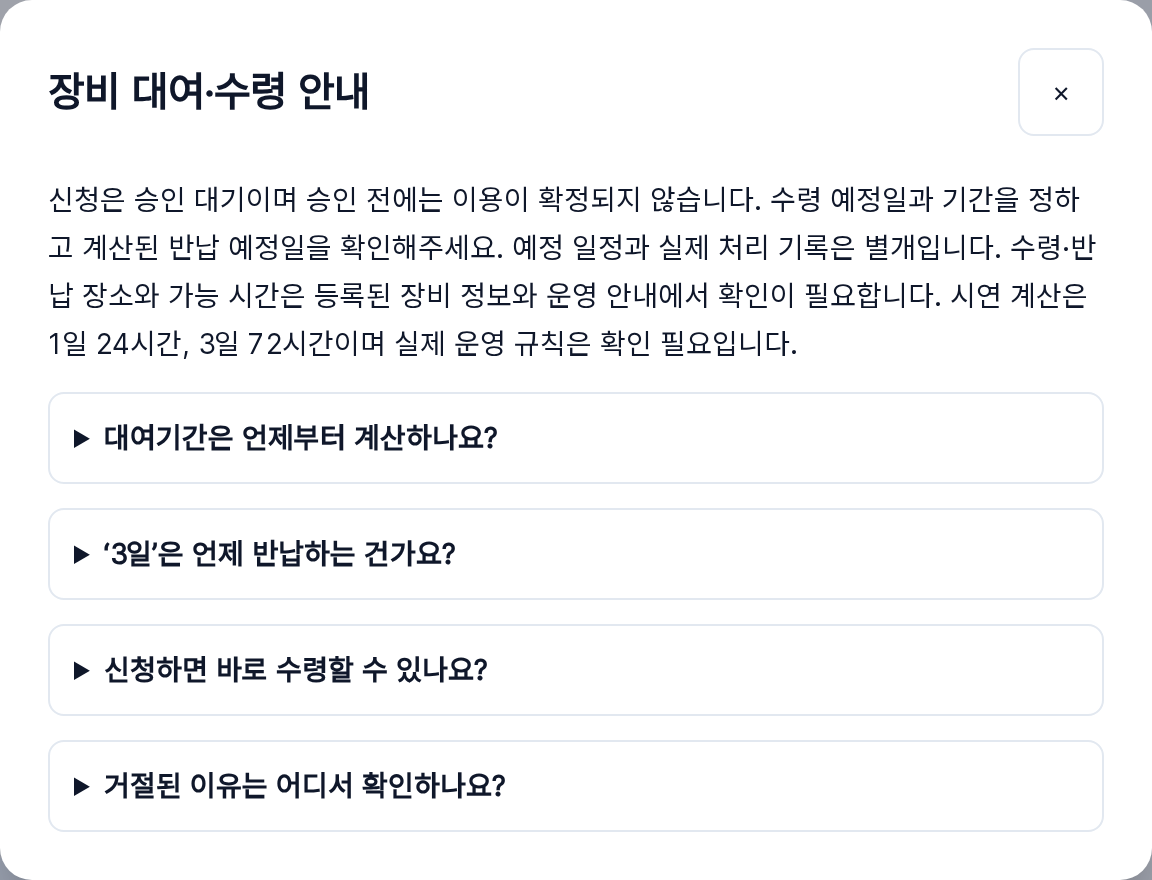 장비 대여·수령 안내
×
신청은 승인 대기이며 승인 전에는 이용이 확정되지 않습니다. 수령 예정일과 기간을 정하
고 계산된 반납 예정일을 확인해주세요. 예정 일정과 실제 처리 기록은 별개입니다. 수령·반
납 장소와 가능 시간은 등록된 장비 정보와 운영 안내에서 확인이 필요합니다. 시연 계산은
1일 24시간, 3일 72시간이며 실제 운영 규칙은 확인 필요입니다.
▶ 대여기간은 언제부터 계산하나요?
▶ ‘3일’은 언제 반납하는 건가요?
▶ 신청하면 바로 수령할 수 있나요?
▶ 거절된 이유는 어디서 확인하나요?